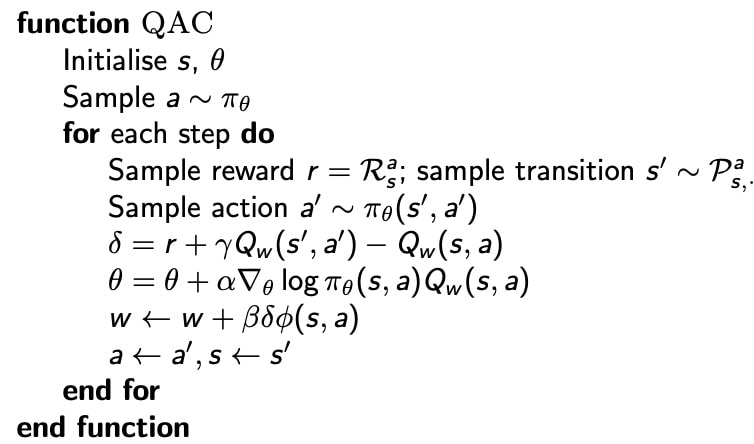 function QAC
Initialise s, θ
Sample a ∼ π_θ
for each step do
Sample reward r = ℛ_s^a; sample transition s′ ∼ 𝒫_{s,·}^a
Sample action a′ ∼ π_θ(s′, a′)
δ = r + γQ_w(s′, a′) − Q_w(s, a)
θ = θ + α∇_θ log π_θ(s, a)Q_w(s, a)
w ← w + βδϕ(s, a)
a ← a′, s ← s′
end for
end function